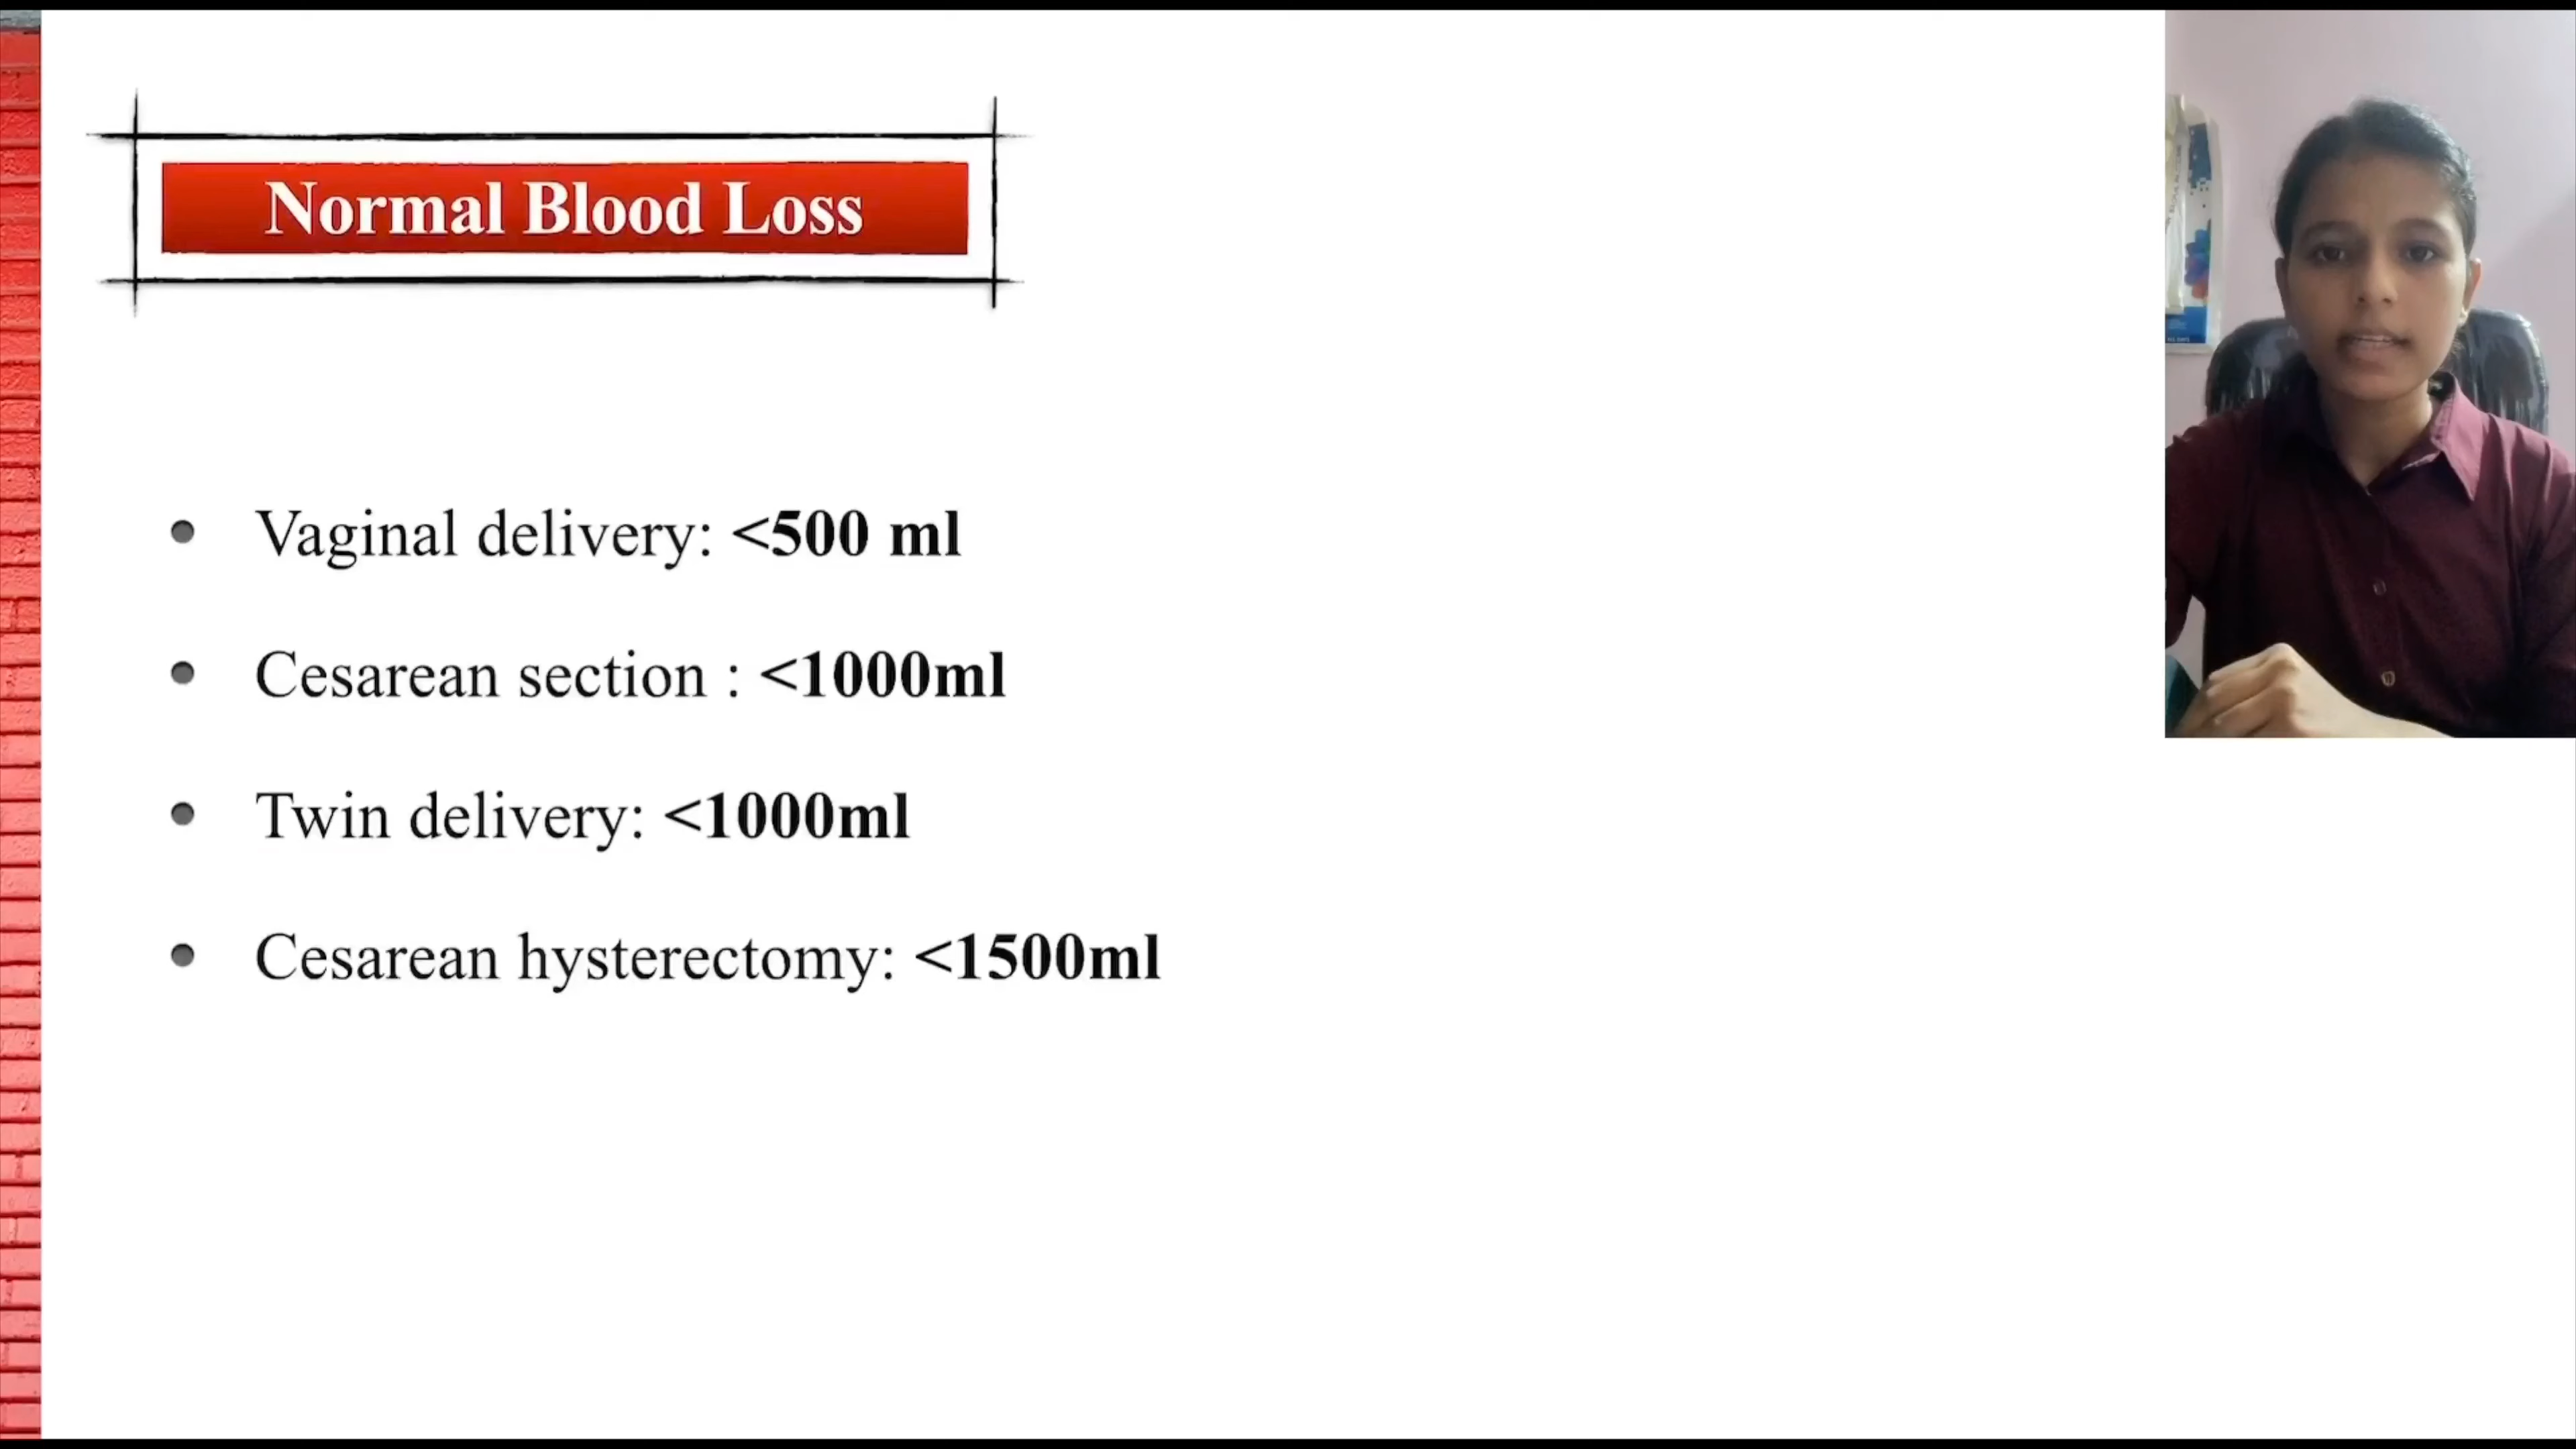 Normal Blood Loss
• Vaginal delivery: <500 ml
• Cesarean section : <1000ml
• Twin delivery: <1000ml
• Cesarean hysterectomy: <1500ml